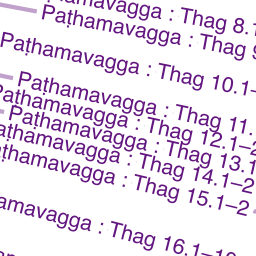 Paṭhamavagga : Thag 8.1
Paṭhamavagga : Thag 9
Paṭhamavagga : Thag 10.1–
Paṭhamavagga : Thag 11.
Paṭhamavagga : Thag 12.1–2
Paṭhamavagga : Thag 13.1
Paṭhamavagga : Thag 14.1–2
Paṭhamavagga : Thag 15.1–2
amavagga : Thag 16.1–10